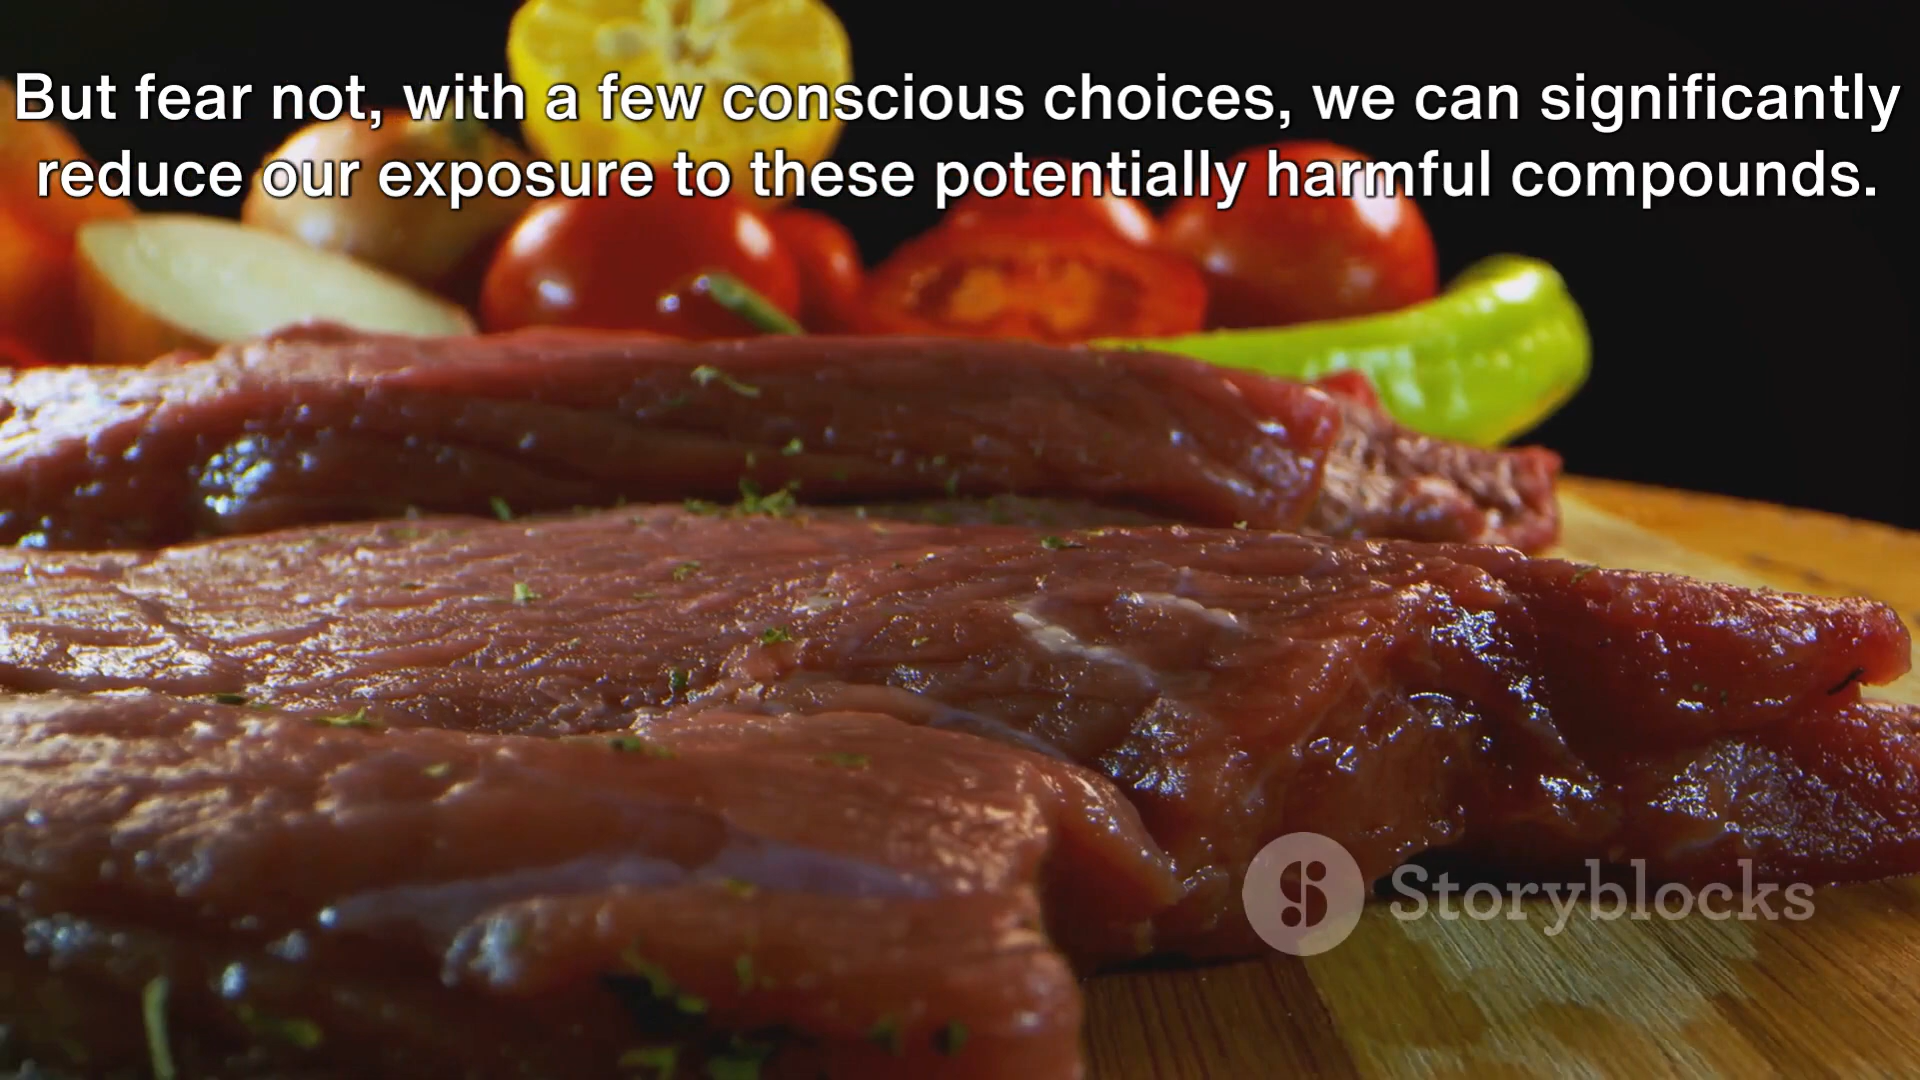 But fear not, with a few conscious choices, we can significantly
reduce our exposure to these potentially harmful compounds.
Storyblocks